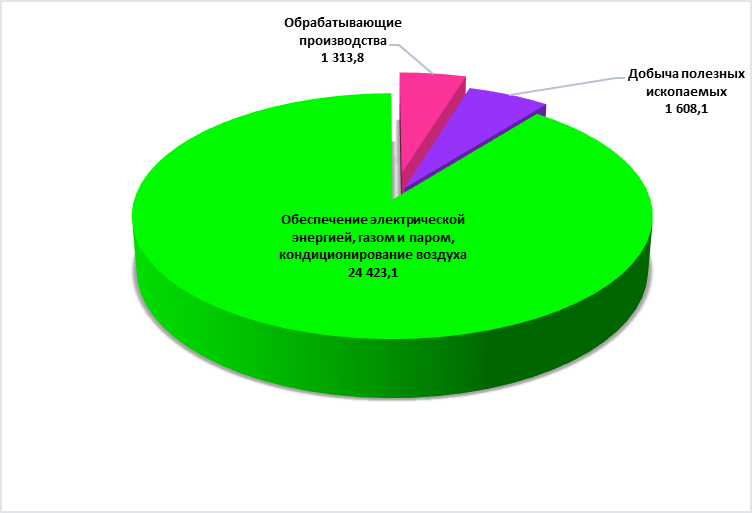 Обрабатывающие
производства
1 313,8
Добыча полезных
ископаемых
1 608,1
Обеспечение электрической
энергией, газом и паром,
кондиционирование воздуха
24 423,1